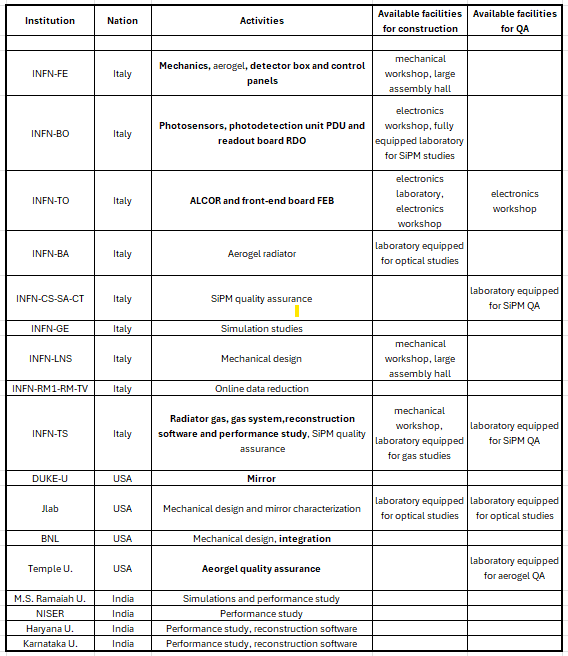 Institution Nation Activities Available facilities for construction Available facilities for QA
INFN-FE Italy Mechanics, aerogel, detector box and control panels mechanical workshop, large assembly hall
INFN-BO Italy Photosensors, photodetection unit PDU and readout board RDO electronics workshop, fully equipped laboratory for SiPM studies
INFN-TO Italy ALCOR and front-end board FEB electronics laboratory, electronics workshop electronics workshop
INFN-BA Italy Aerogel radiator laboratory equipped for optical studies
INFN-CS-SA-CT Italy SiPM quality assurance laboratory equipped for SiPM QA
INFN-GE Italy Simulation studies
INFN-LNS Italy Mechanical design mechanical workshop, large assembly hall
INFN-RM1-RM-TV Italy Online data reduction
INFN-TS Italy Radiator gas, gas system,reconstruction software and performance study, SiPM quality assurance mechanical workshop, laboratory equipped for gas studies laboratory equipped for SiPM QA
DUKE-U USA Mirror
Jlab USA Mechanical design and mirror characterization laboratory equipped for optical studies laboratory equipped for optical studies
BNL USA Mechanical design, integration
Temple U. USA Aeorgel quality assurance laboratory equipped for aerogel QA
M.S. Ramaiah U. India Simulations and performance study
NISER India Performance study
Haryana U. India Performance study, reconstruction software
Karnataka U. India Performance study, reconstruction software